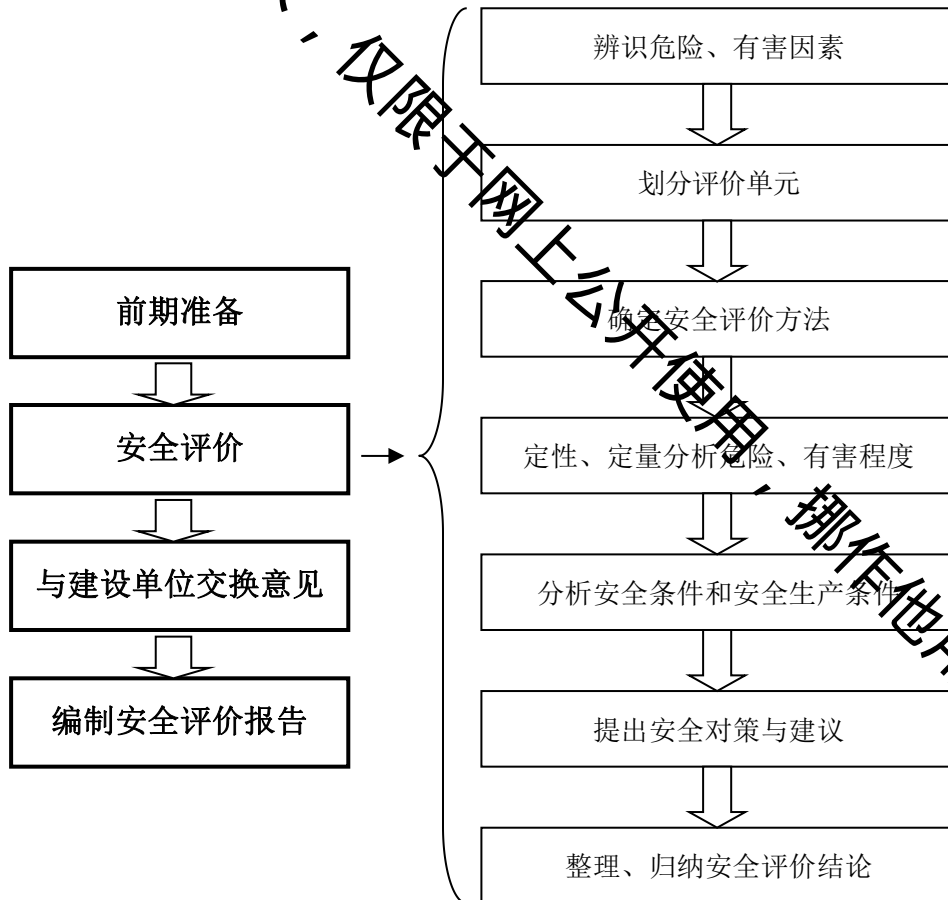 前期准备
安全评价
与建设单位交换意见
编制安全评价报告
辨识危险、有害因素
划分评价单元
确定安全评价方法
定性、定量分析危险、有害程度
分析安全条件和安全生产条件
提出安全对策与建议
整理、归纳安全评价结论
，仅限于网上公开使用，挪作他用